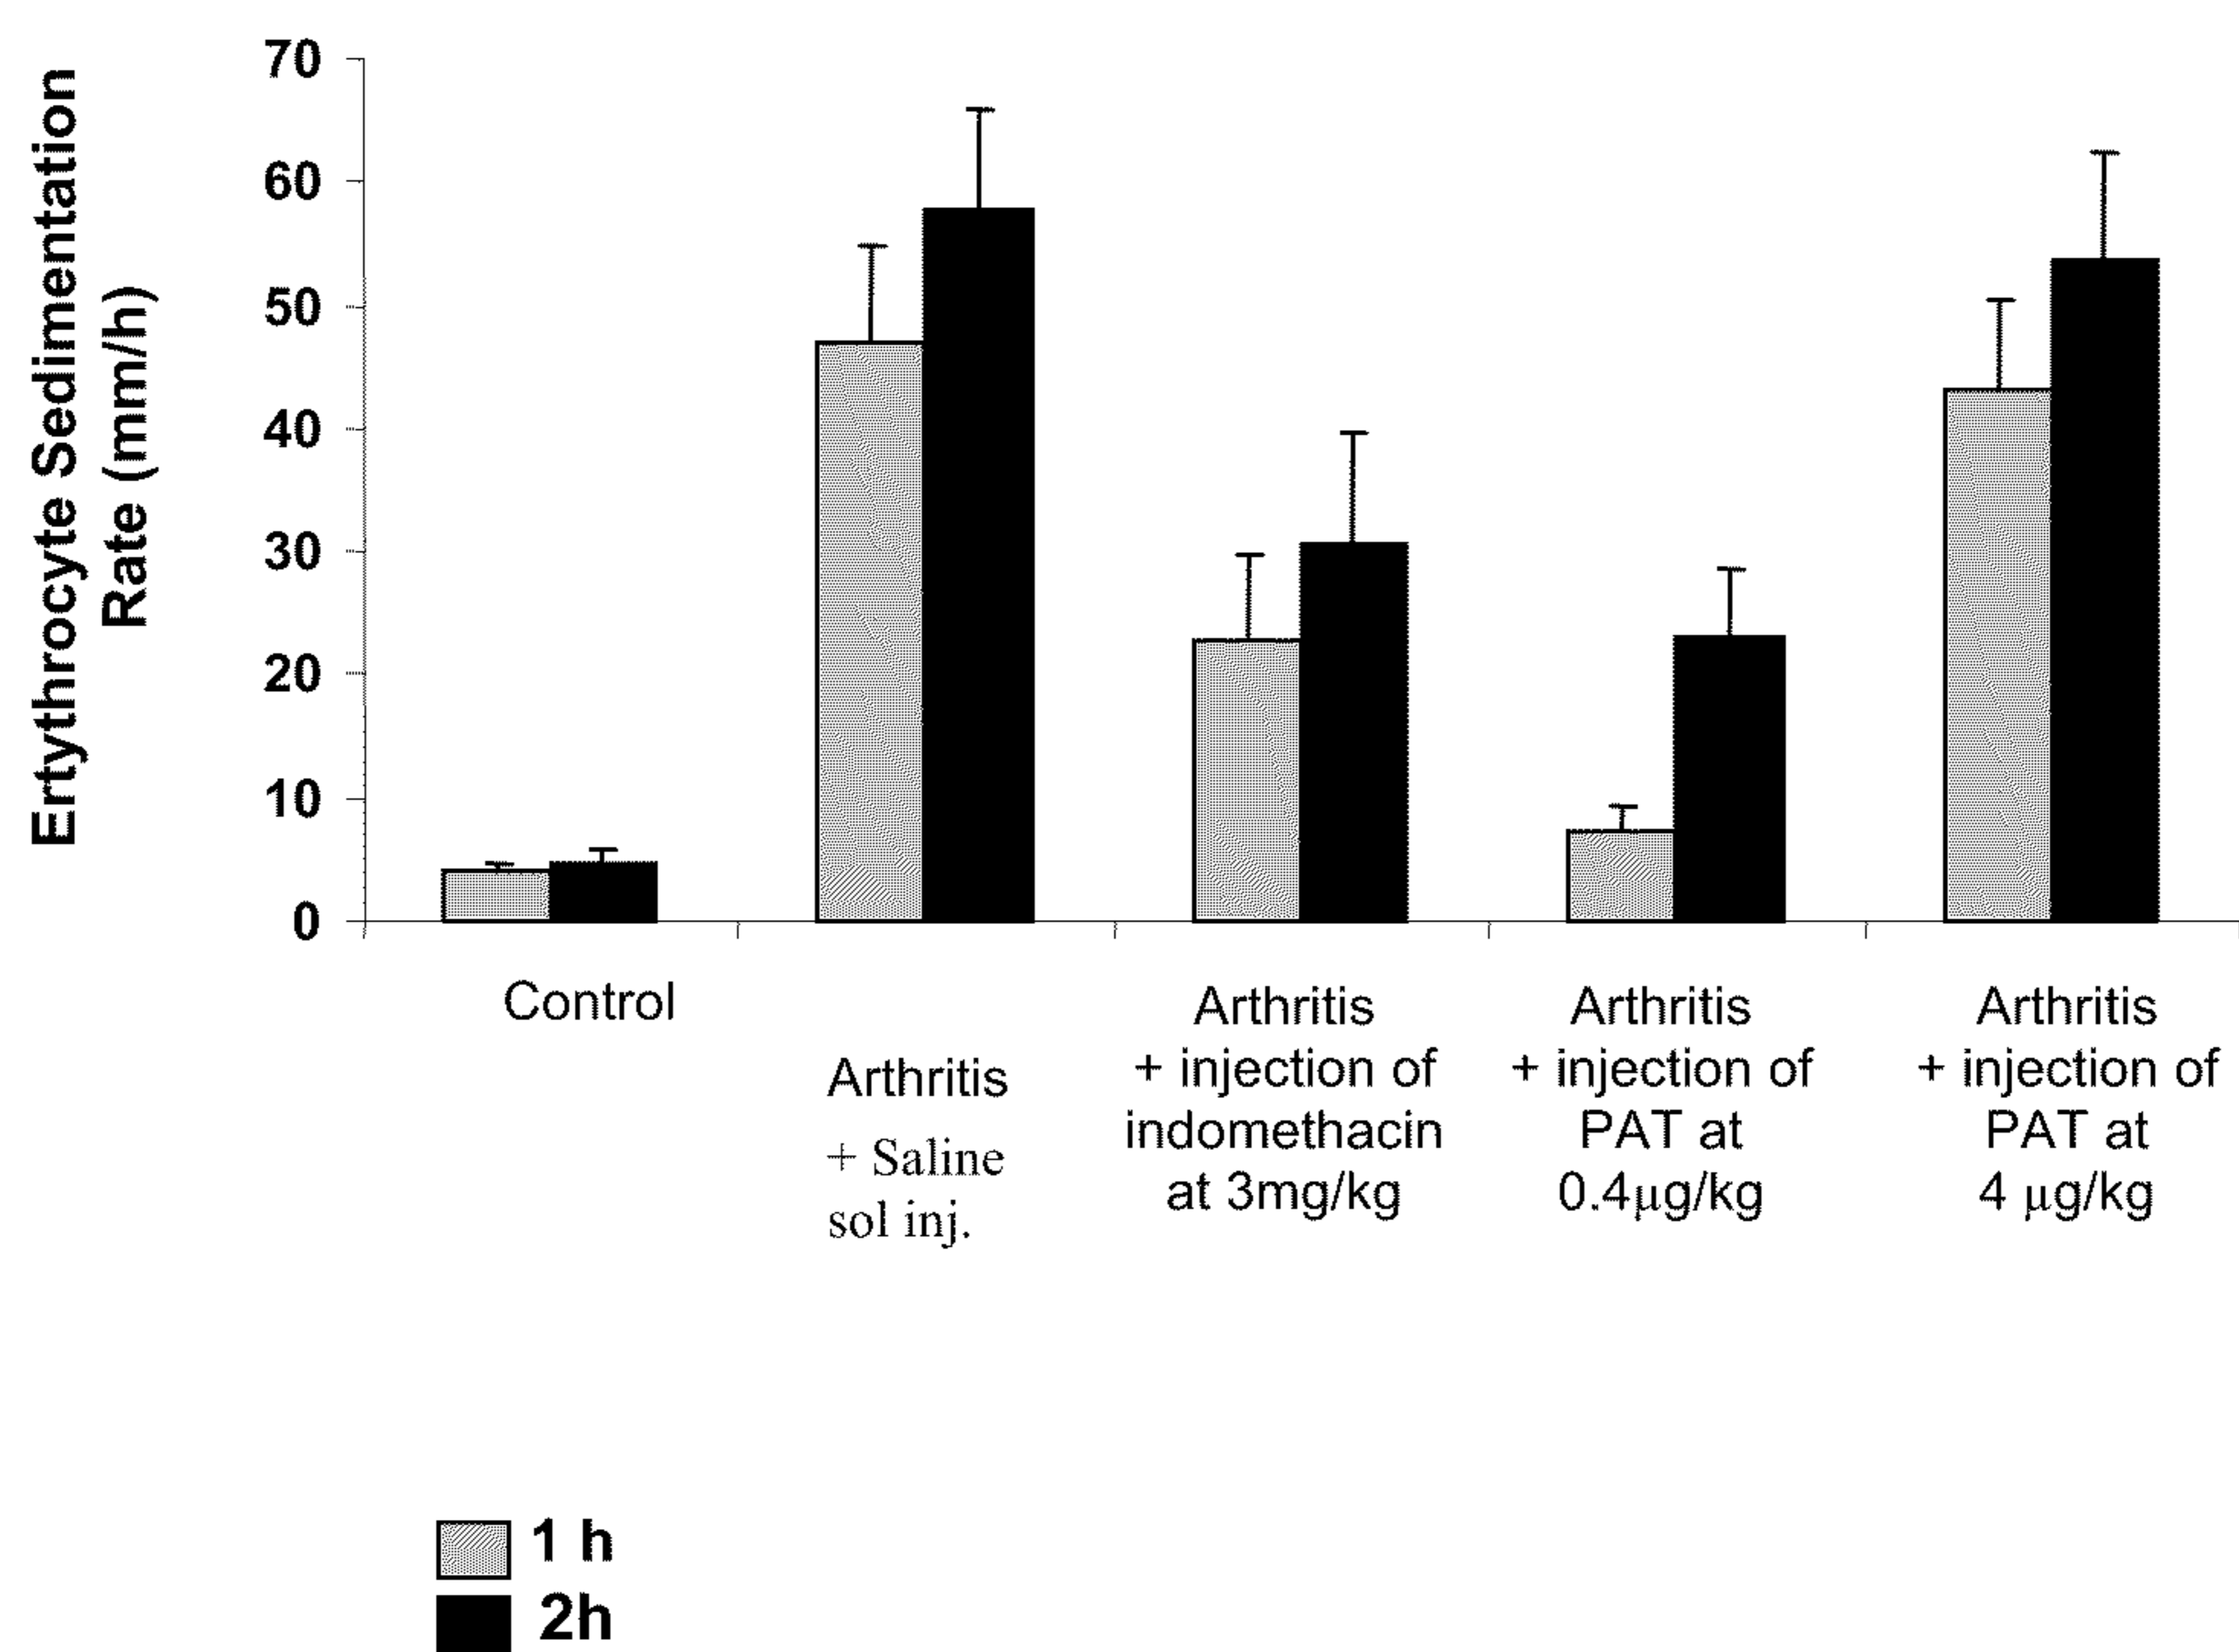 Ertythrocyte Sedimentation
Rate (mm/h)
70
60
50
40
30
20
10
0
Control
Arthritis
+ Saline
sol inj.
Arthritis
+ injection of
indomethacin
at 3mg/kg
Arthritis
+ injection of
PAT at
0.4µg/kg
Arthritis
+ injection of
PAT at
4 µg/kg
1 h
2h